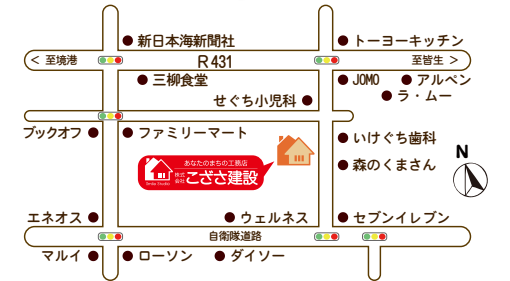 新日本海新聞社
トーヨーキッチン
< 至境港
R431
至皆生 >
三柳食堂
JOMO
アルペン
ラ・ムー
せぐち小児科
ブックオフ
ファミリーマート
いけぐち歯科
森のくまさん
N
あなたのまちの工務店
株式会社 こざさ建設
Smile Studio
エネオス
ウェルネス
セブンイレブン
自衛隊道路
マルイ
ローソン
ダイソー